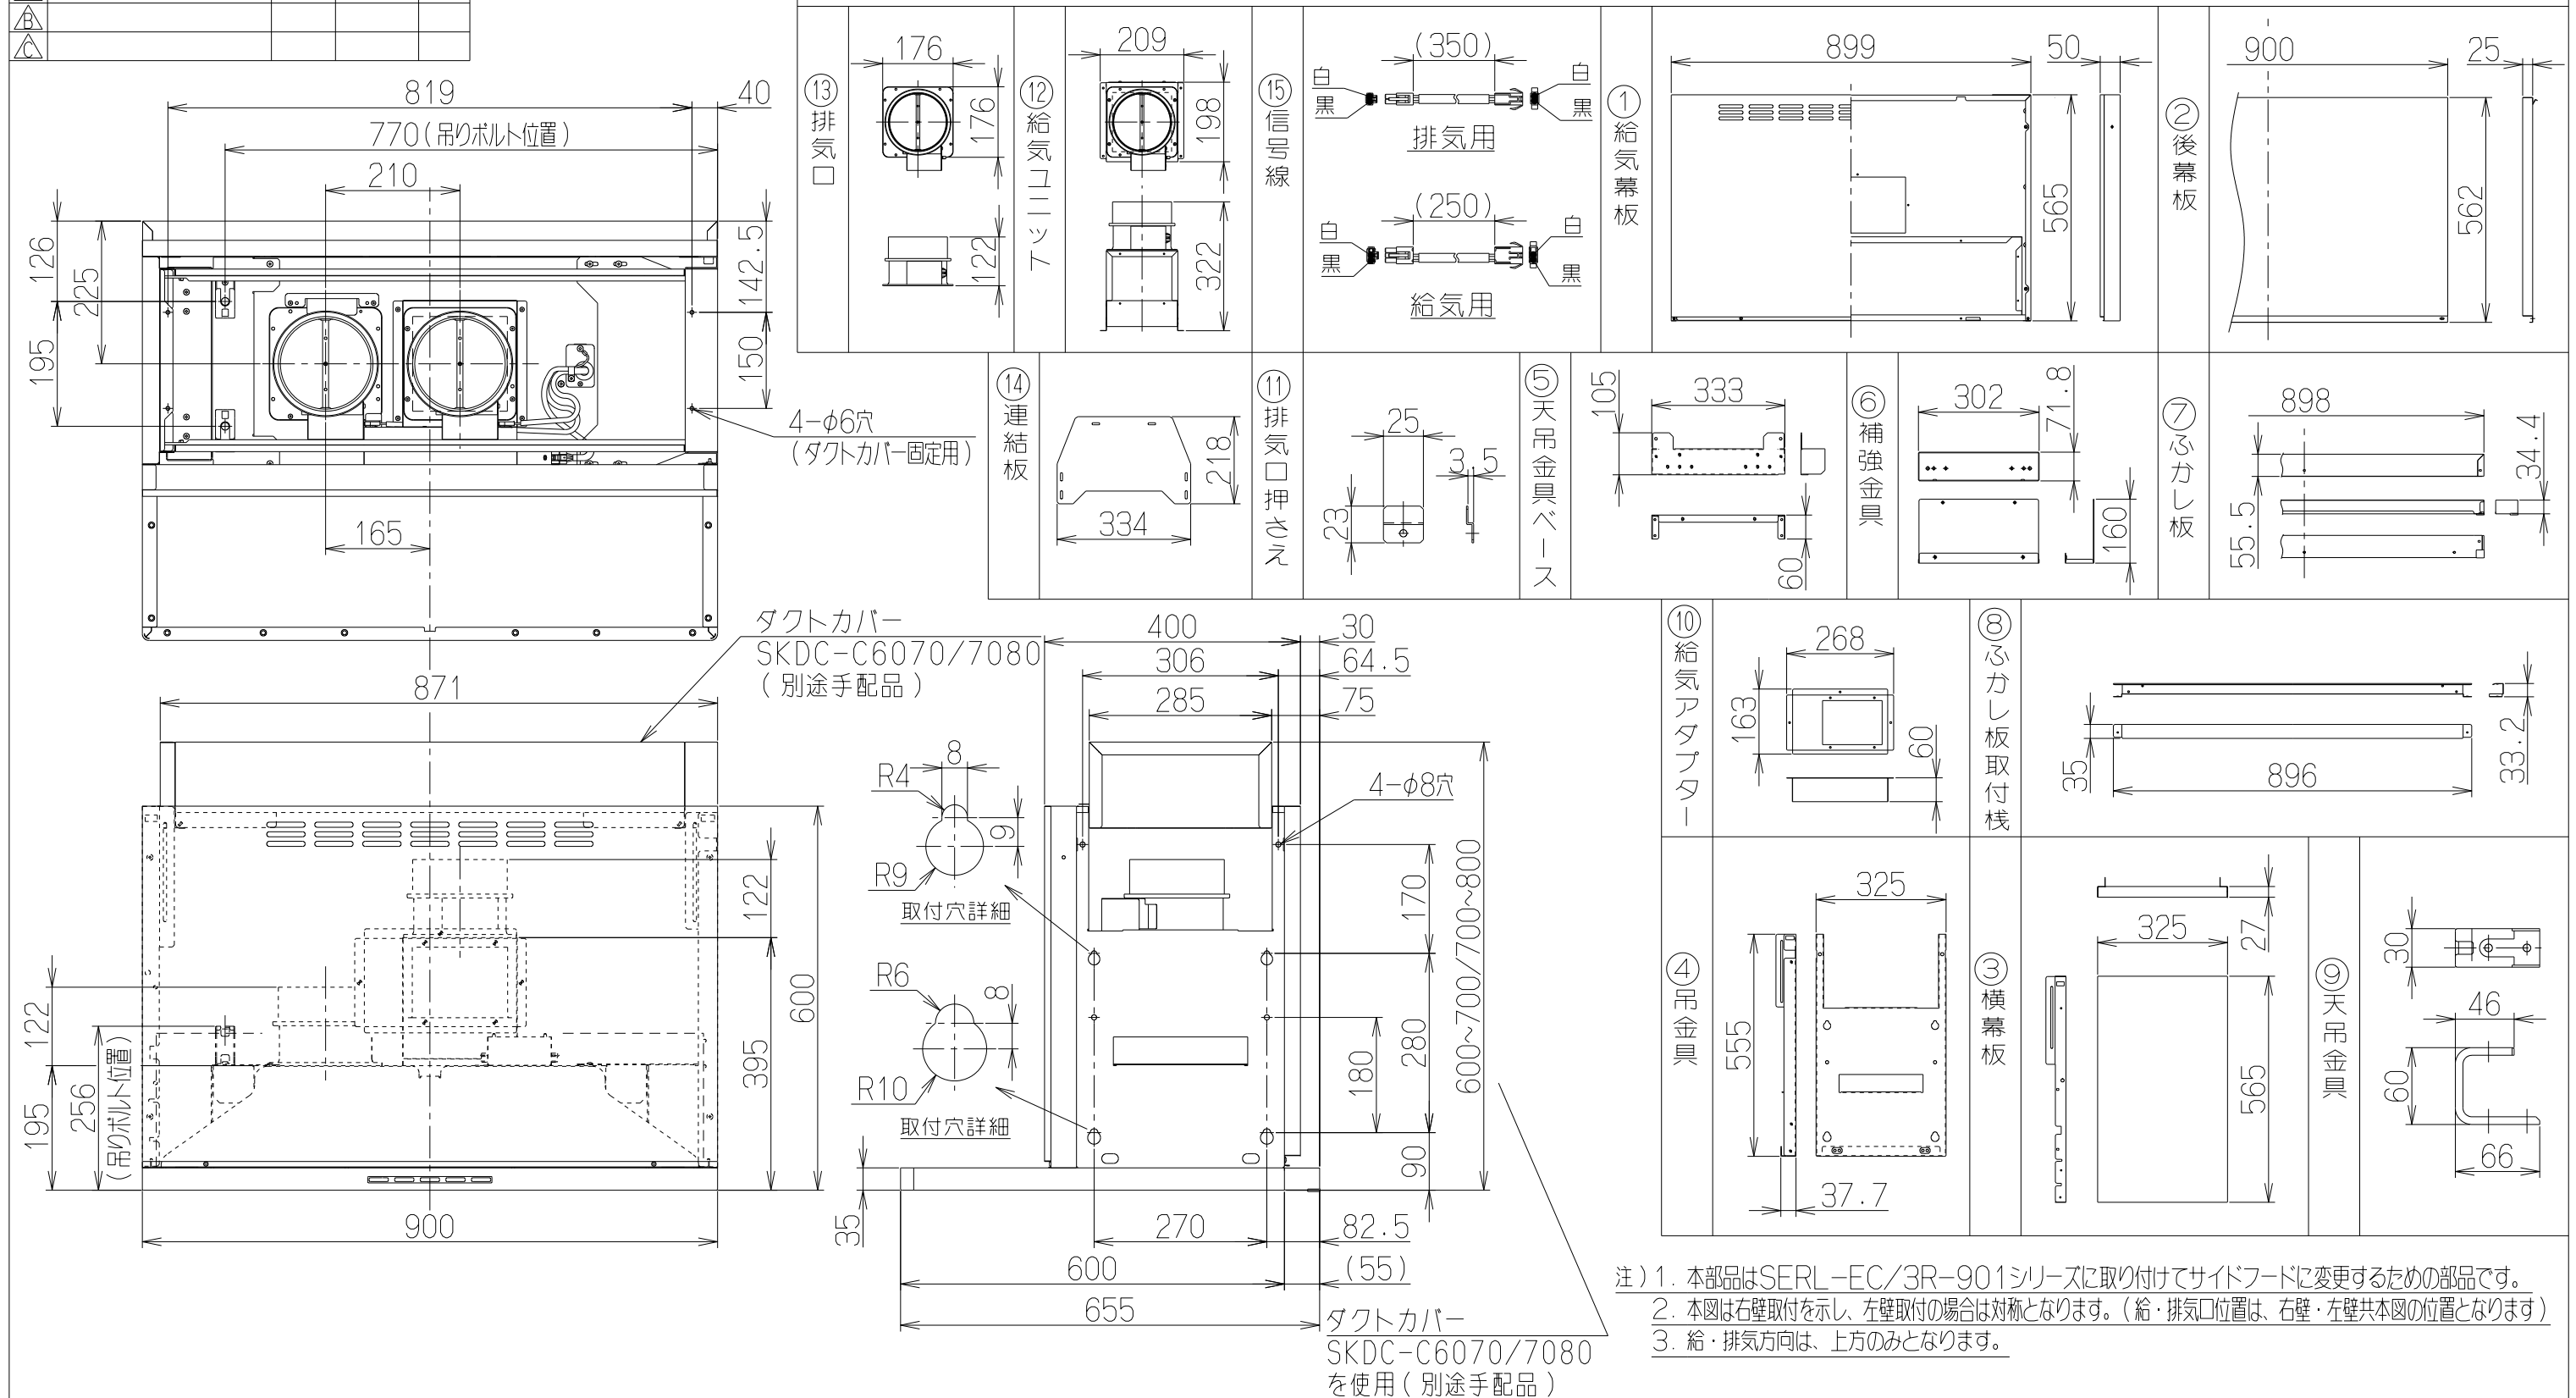 B
C
819
40
770(吊りボルト位置)
210
126
225
195
142.5
150
4-φ6穴
(ダクトカバー固定用)
165
⑬排気口
176
176
122
⑫給気ユニット
209
198
322
⑮信号線
(350)
白
黒
白
黒
排気用
(250)
白
黒
白
黒
給気用
①給気幕板
899
50
565
②後幕板
900
25
562
⑭連結板
218
334
⑪排気口押さえ
25
3.5
23
⑤天吊金具ベース
105
333
60
⑥補強金具
302
71.8
160
⑦ふかし板
898
34.4
55.5
ダクトカバー
SKDC-C6070/7080
(別途手配品)
871
122
600
395
122
195
256
(吊りボルト位置)
900
400
30
306
64.5
285
75
8
R4
9
R9
取付穴詳細
R6
8
R10
取付穴詳細
4-φ8穴
170
280
180
90
600~700/700~800
35
270
82.5
600
(55)
655
ダクトカバー
SKDC-C6070/7080
を使用(別途手配品)
⑩給気アダプター
268
163
60
⑧ふかし板取付桟
35
896
33.2
④吊金具
325
555
37.7
③横幕板
27
325
565
⑨天吊金具
30
46
60
66
注)1. 本部品はSERL-EC/3R-901シリーズに取り付けてサイドフードに変更するための部品です。
2. 本図は右壁取付を示し、左壁取付の場合は対称となります。(給・排気口位置は、右壁・左壁共本図の位置となります)
3. 給・排気方向は、上方のみとなります。